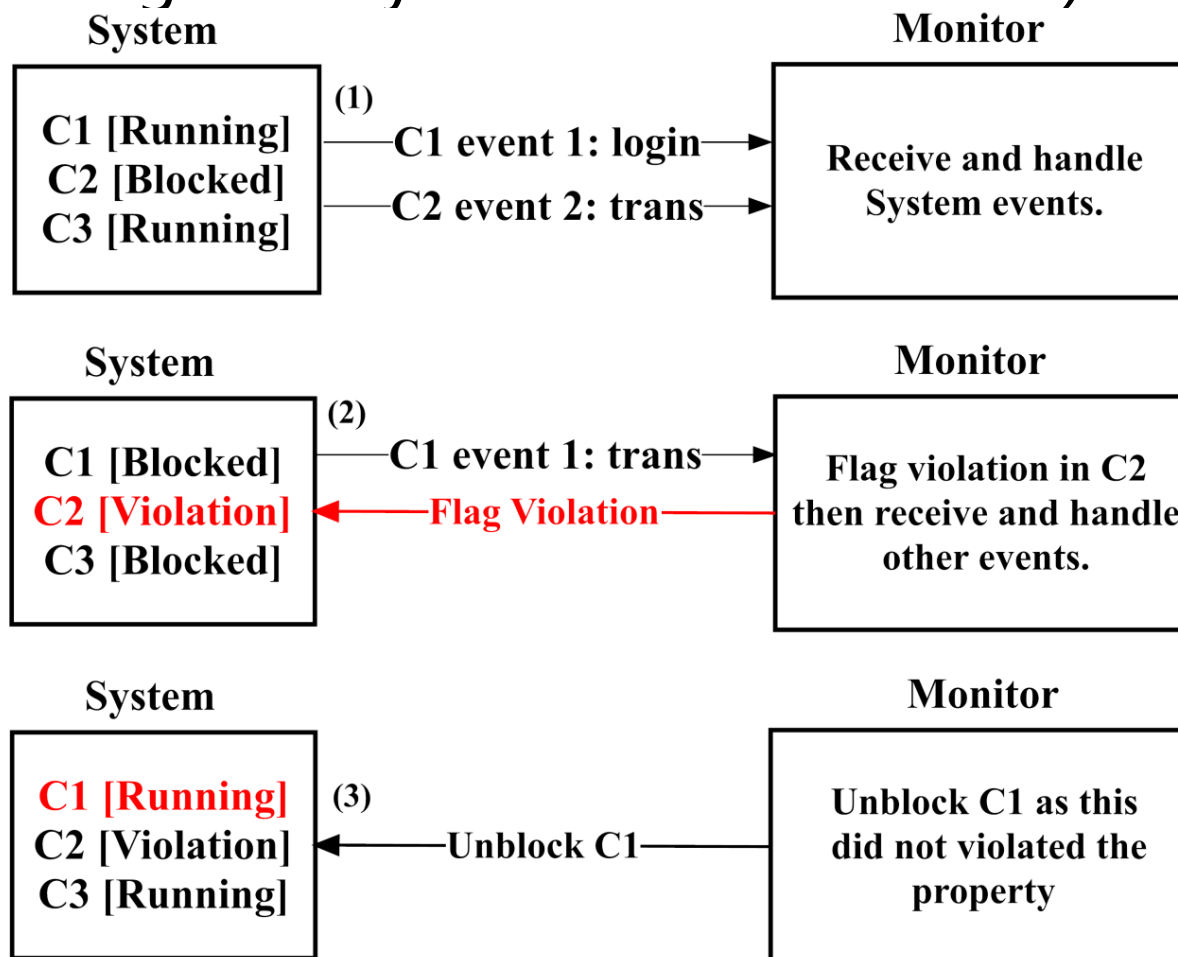 System
Monitor
C1 [Running]
C2 [Blocked]
C3 [Running]
(1)
C1 event 1: login
C2 event 2: trans
Receive and handle
System events.
System
Monitor
C1 [Blocked]
C2 [Violation]
C3 [Blocked]
(2)
C1 event 1: trans
Flag Violation
Flag violation in C2
then receive and handle
other events.
System
Monitor
C1 [Running]
C2 [Violation]
C3 [Running]
(3)
Unblock C1
Unblock C1 as this
did not violated the
property